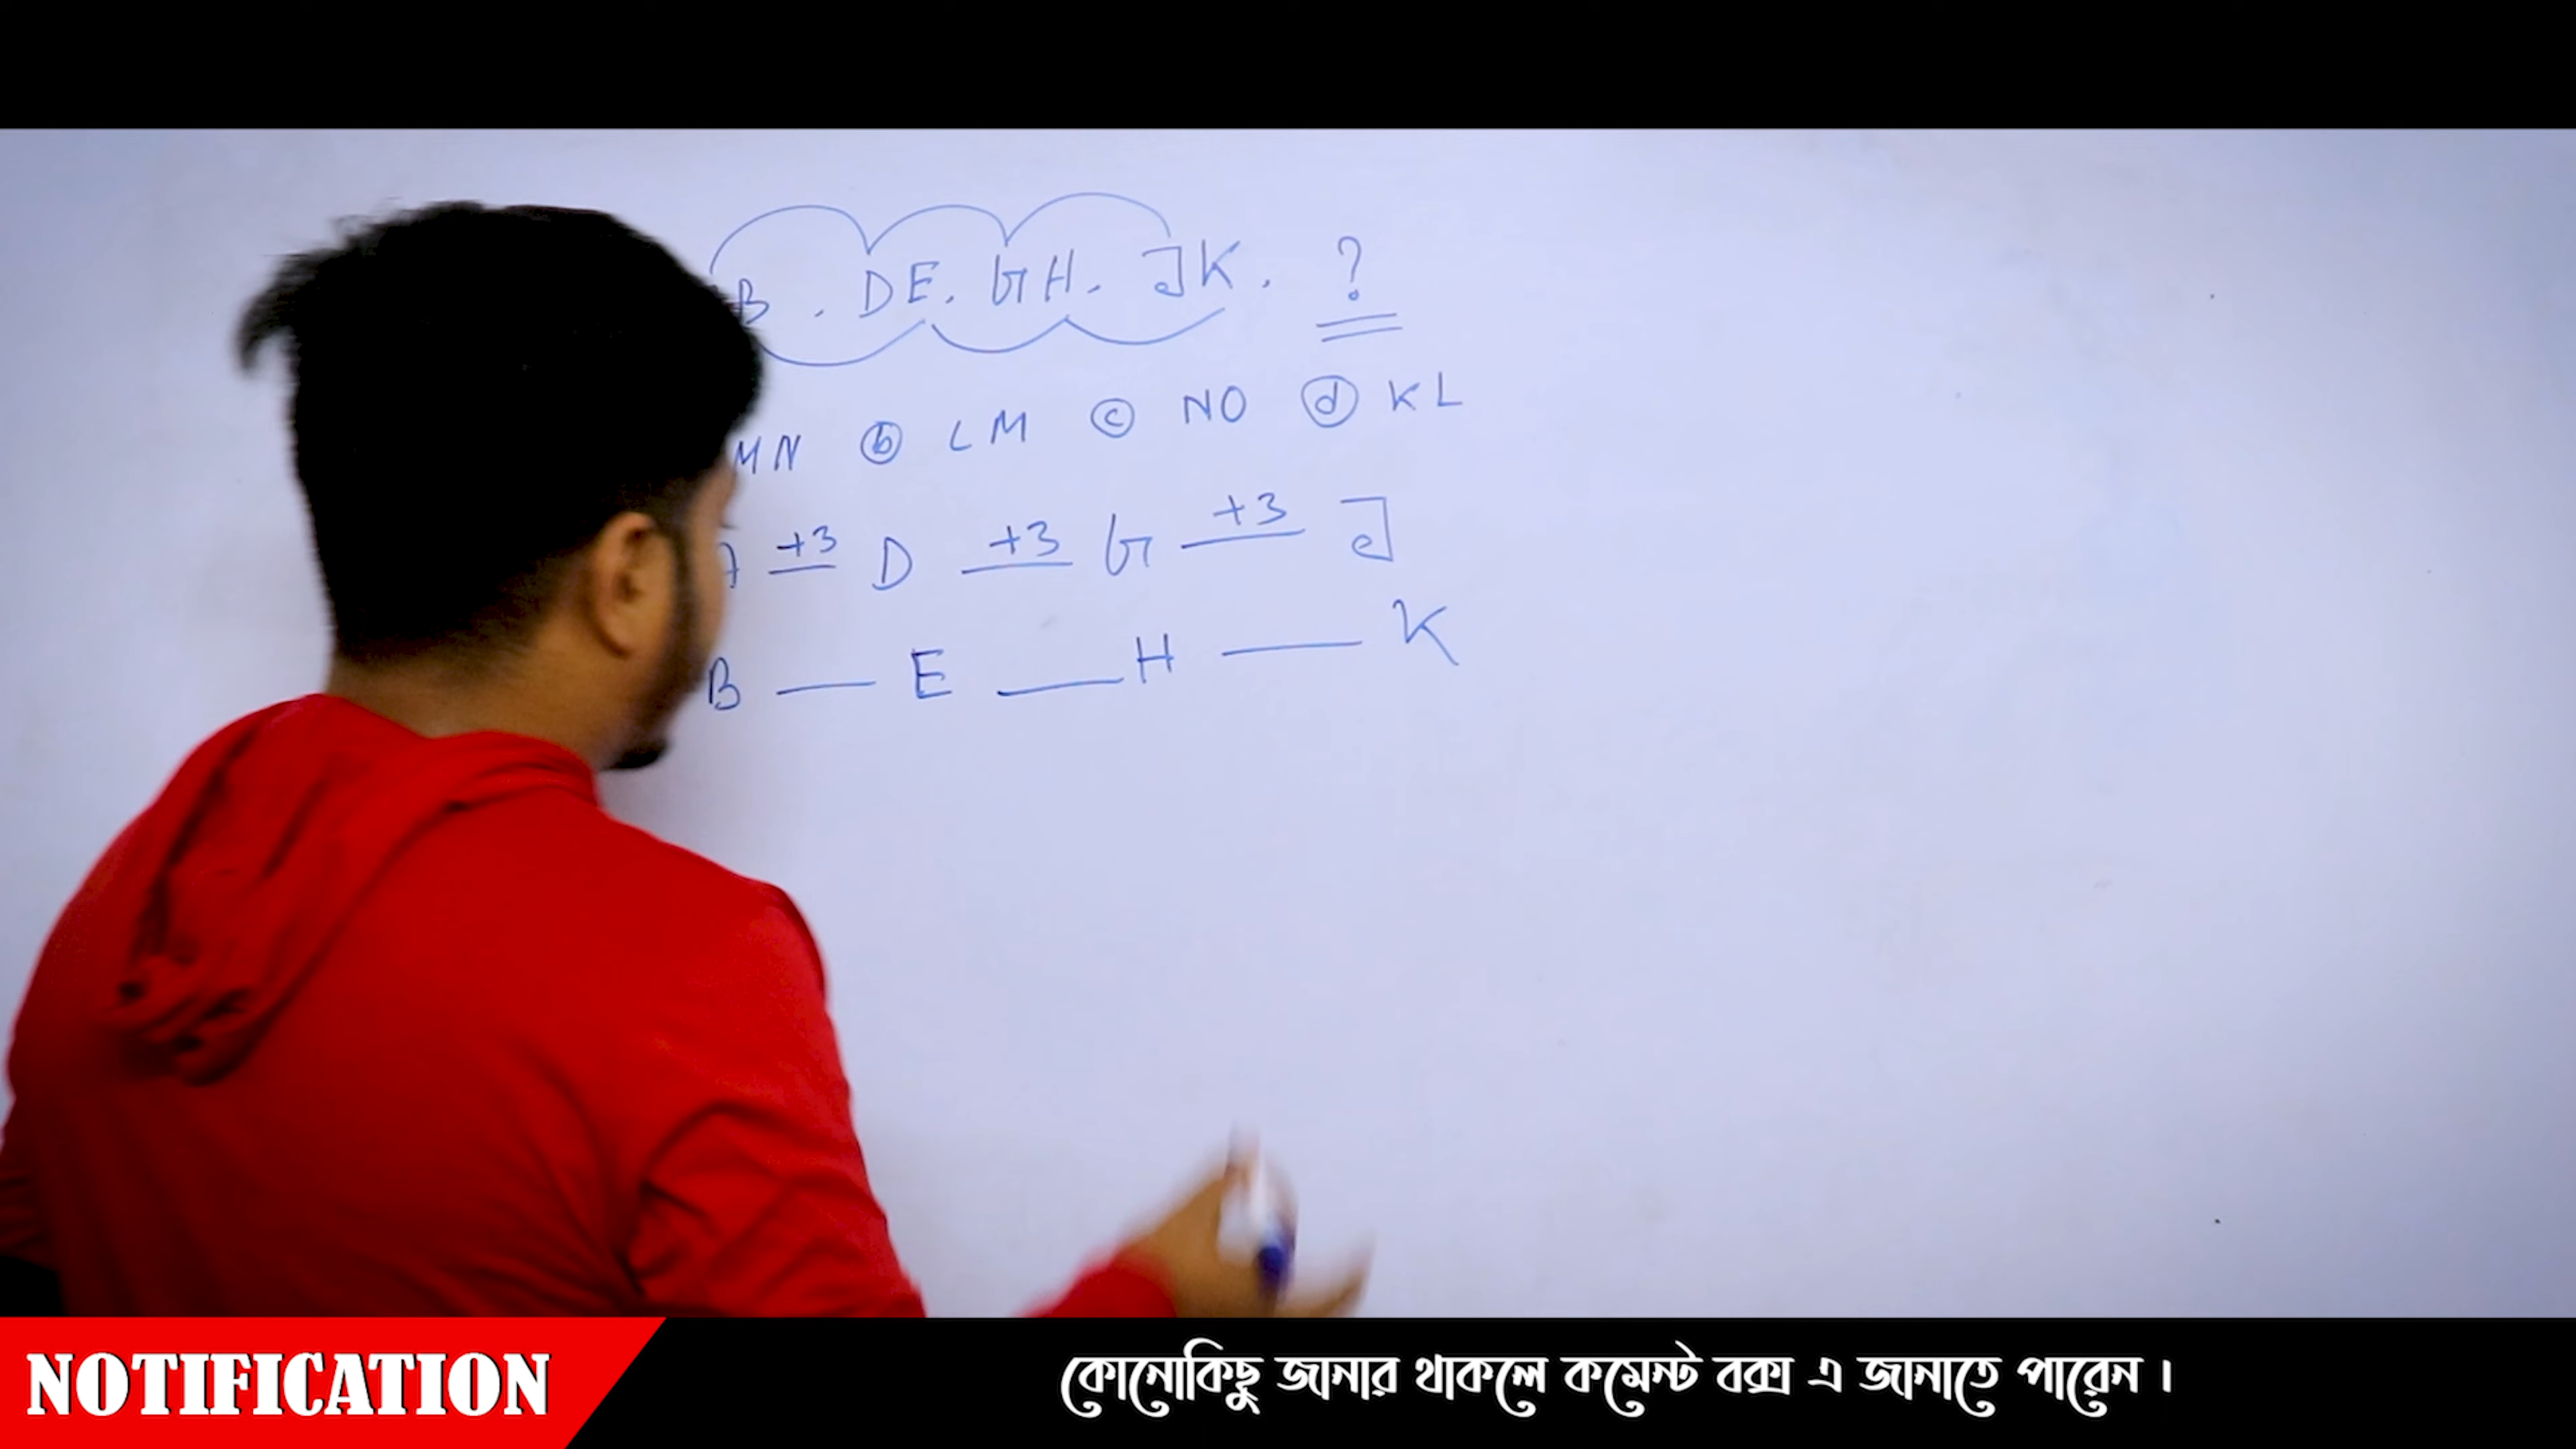 B, DE, GH, JK, ?
MN ⓑ LM ⓒ NO ⓓ KL
+3 D +3 G +3 J
B — E — H — K
NOTIFICATION
কোনোকিছু জানার থাকলে কমেন্ট বক্স এ জানাতে পারেন।